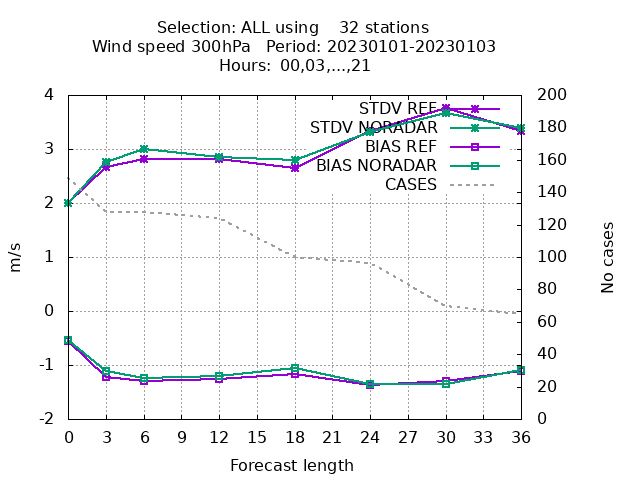 Selection: ALL using    32 stations
Wind speed 300hPa   Period: 20230101-20230103
Hours: 00,03,...,21
STDV REF
STDV NORADAR
BIAS REF
BIAS NORADAR
CASES
4
3
2
1
0
-1
-2
m/s
200
180
160
140
120
100
80
60
40
20
0
No cases
0 3 6 9 12 15 18 21 24 27 30 33 36
Forecast length